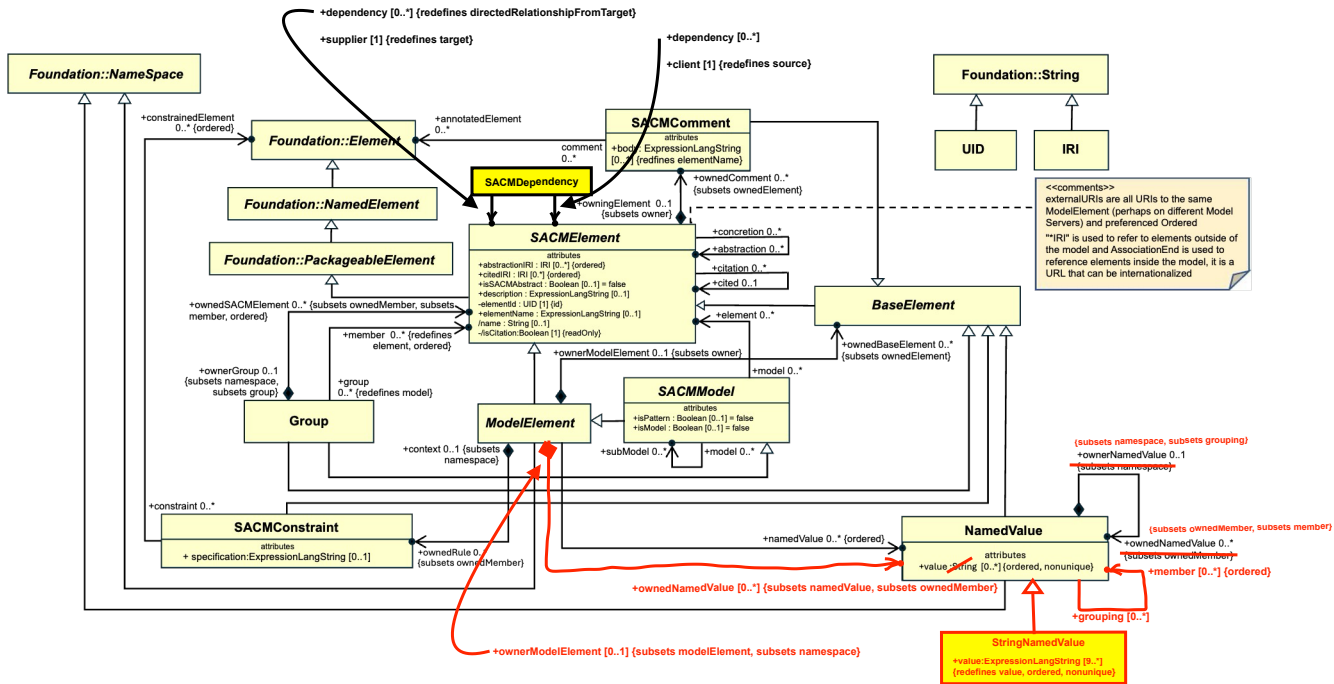 +dependency [0..*] {redefines directedRelationshipFromTarget}
+supplier [1] {redefines target}
+dependency [0..*]
+client [1] {redefines source}
Foundation::NameSpace
Foundation::String
UID
IRI
+constrainedElement
0..* {ordered}
Foundation::Element
+annotatedElement
0..*
comment
0..*
SACMComment
attributes
+body : ExpressionLangString
[0..1] {redfines elementName}
<<comments>>
externalURIs are all URIs to the same
ModelElement (perhaps on different Model
Servers) and preferenced Ordered
"*IRI" is used to refer to elements outside of
the model and AssociationEnd is used to
reference elements inside the model, it is a
URL that can be internationalized
Foundation::NamedElement
SACMDependency
+ownedComment 0..*
{subsets ownedElement}
+owningElement 0..1
{subsets owner}
Foundation::PackageableElement
SACMElement
attributes
+abstractionIRI : IRI [0..*] {ordered}
+citedIRI : IRI [0.*] {ordered}
+isSACMAbstract : Boolean [0..1] = false
+description : ExpressionLangString [0..1]
-elementId : UID [1] {id}
+elementName : ExpressionLangString [0..1]
/name : String [0..1]
-/isCitation:Boolean [1] {readOnly}
+concretion 0..*
+abstraction 0..*
+citation 0..*
+cited 0..1
+element 0..*
BaseElement
+ownedSACMElement 0..* {subsets ownedMember, subsets
member, ordered}
+member 0..* {redefines
element, ordered}
+ownerModelElement 0..1 {subsets owner}
+ownedBaseElement 0..*
{subsets ownedElement}
+ownerGroup 0..1
{subsets namespace,
subsets group}
+group
0..* {redefines model}
+model 0..*
Group
ModelElement
SACMModel
attributes
+isPattern : Boolean [0..1] = false
+isModel : Boolean [0..1] = false
+subModel 0..*
+model 0..*
+context 0..1 {subsets
namespace}
{subsets namespace, subsets grouping}
+ownerNamedValue 0..1
{subsets namespace}
+constraint 0..*
SACMConstraint
attributes
+ specification:ExpressionLangString [0..1]
+ownedRule 0..*
{subsets ownedMember}
+namedValue 0..* {ordered}
NamedValue
attributes
+value :String [0..*] {ordered, nonunique}
{subsets ownedMember, subsets member}
+ownedNamedValue 0..*
{subsets ownedMember}
+member [0..*] {ordered}
+ownedNamedValue [0..*] {subsets namedValue, subsets ownedMember}
+grouping [0..*]
StringNamedValue
+value:ExpressionLangString [9..*]
{redefines value, ordered, nonunique}
+ownerModelElement [0..1] {subsets modelElement, subsets namespace}